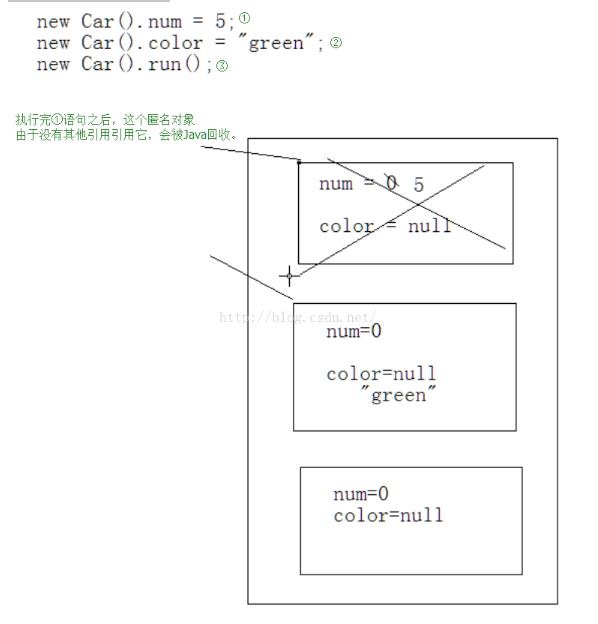 new Car().num = 5;①
new Car().color = "green";②
new Car().run();③
执行完①语句之后，这个匿名对象
由于没有其他引用引用它，会被Java回收。
num = 0 5
color = null
http://blog.csdn.net/
num=0
color=null
"green"
num=0
color=null